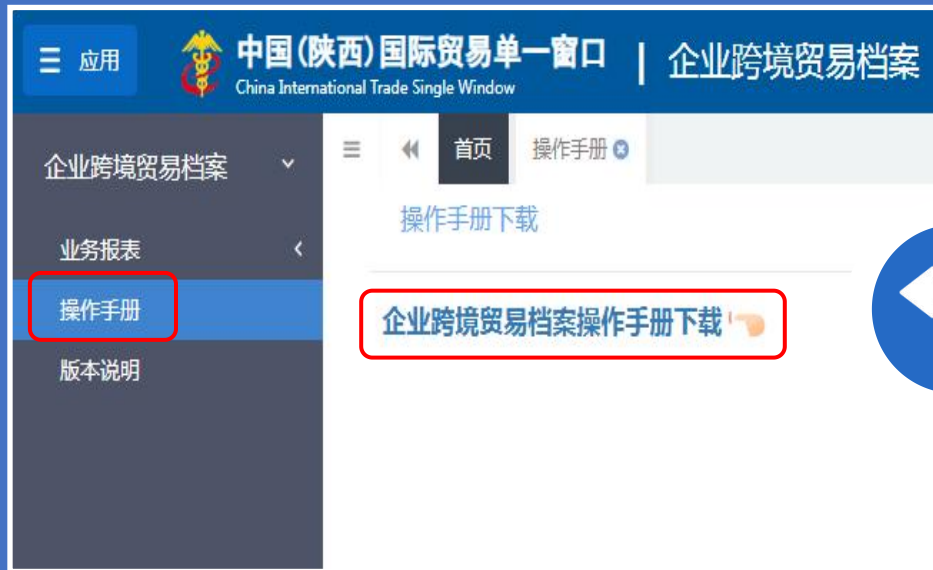 应用
中国(陕西)国际贸易单一窗口 | 企业跨境贸易档案
China International Trade Single Window
企业跨境贸易档案
首页
操作手册
操作手册下载
业务报表
操作手册
企业跨境贸易档案操作手册下载
版本说明